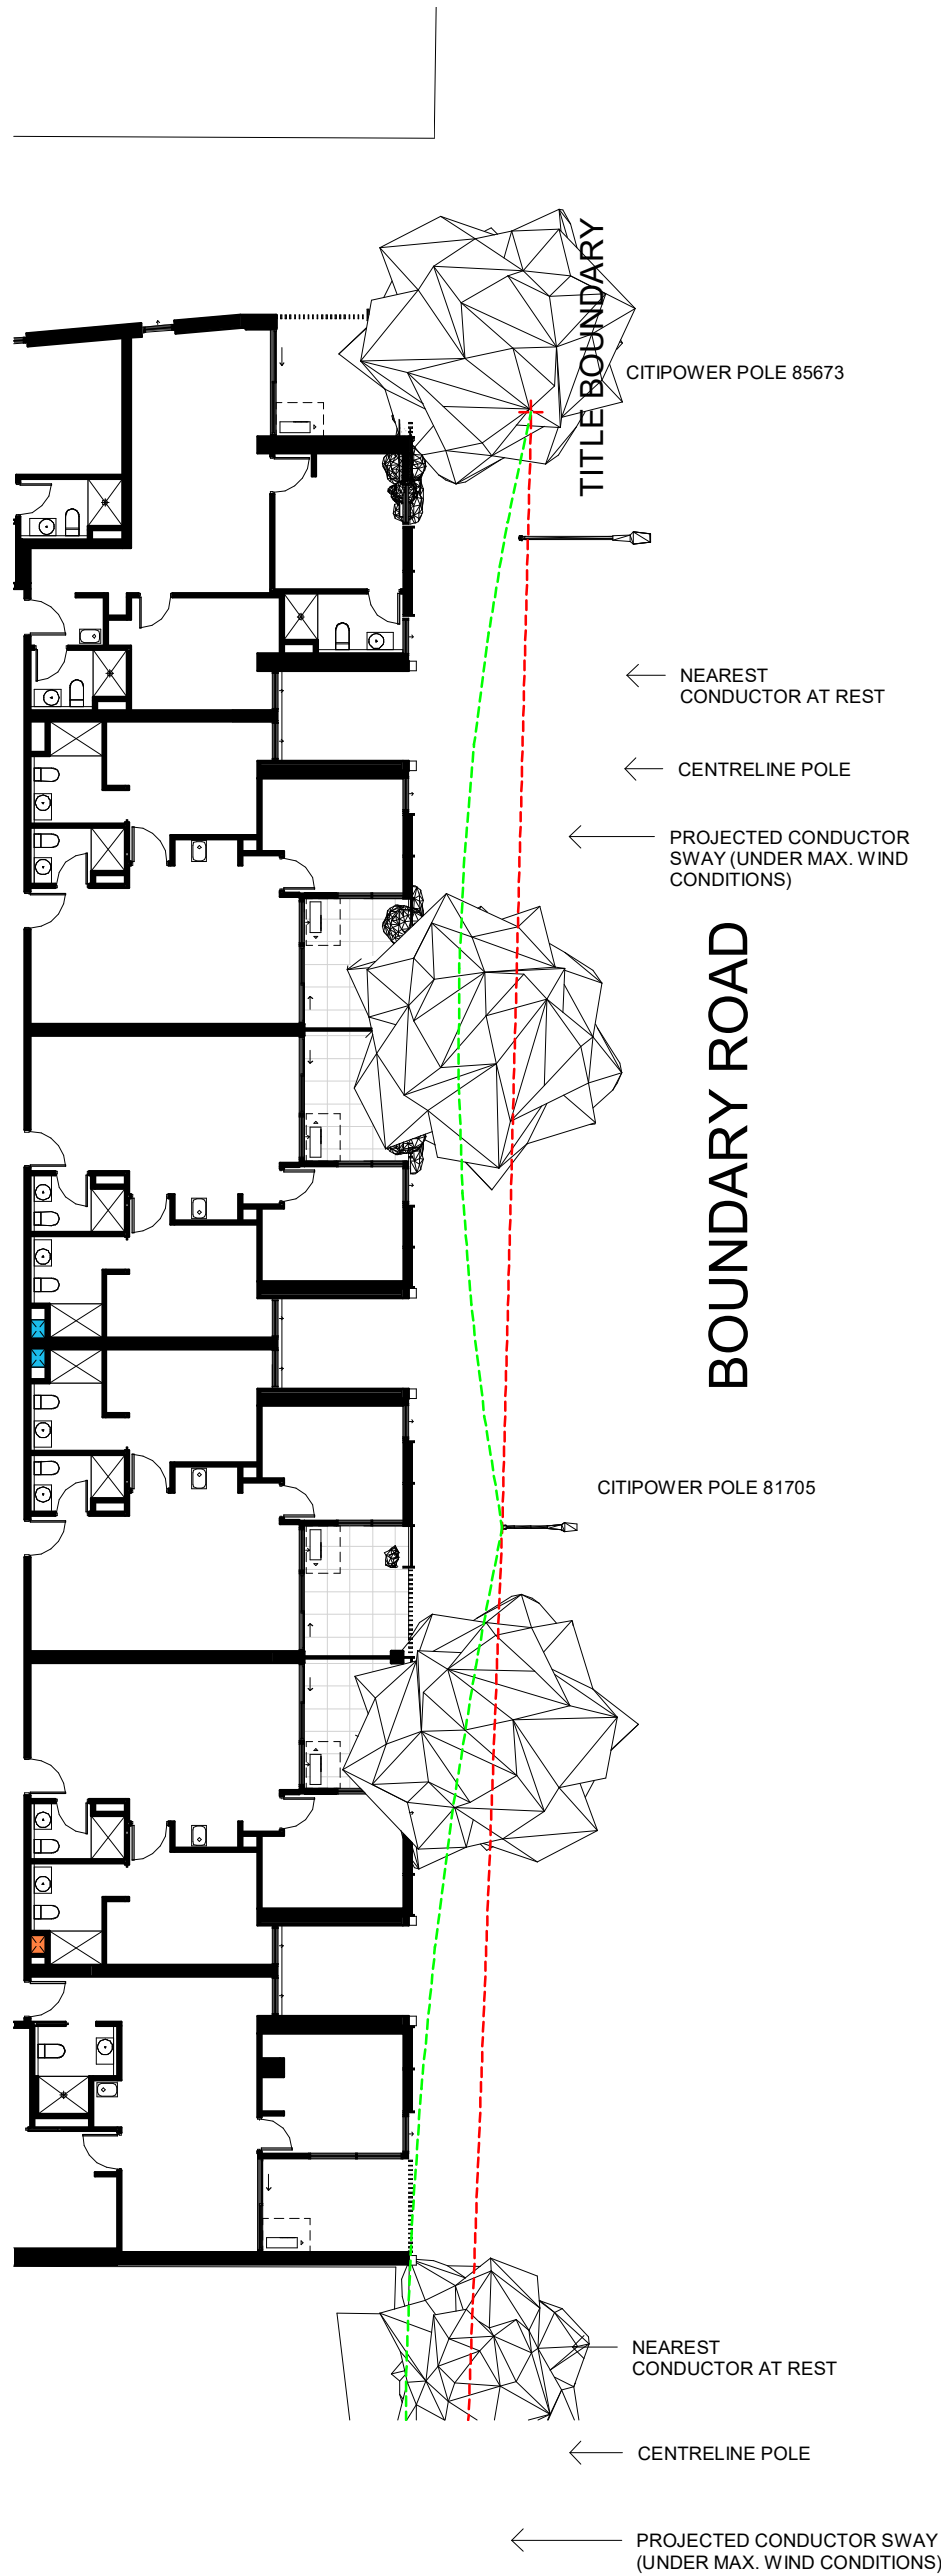 TITLE BOUNDARY
CITIPOWER POLE 85673
NEAREST
CONDUCTOR AT REST
CENTRELINE POLE
PROJECTED CONDUCTOR
SWAY (UNDER MAX. WIND
CONDITIONS)
BOUNDARY ROAD
CITIPOWER POLE 81705
NEAREST
CONDUCTOR AT REST
CENTRELINE POLE
PROJECTED CONDUCTOR SWAY
(UNDER MAX. WIND CONDITIONS)